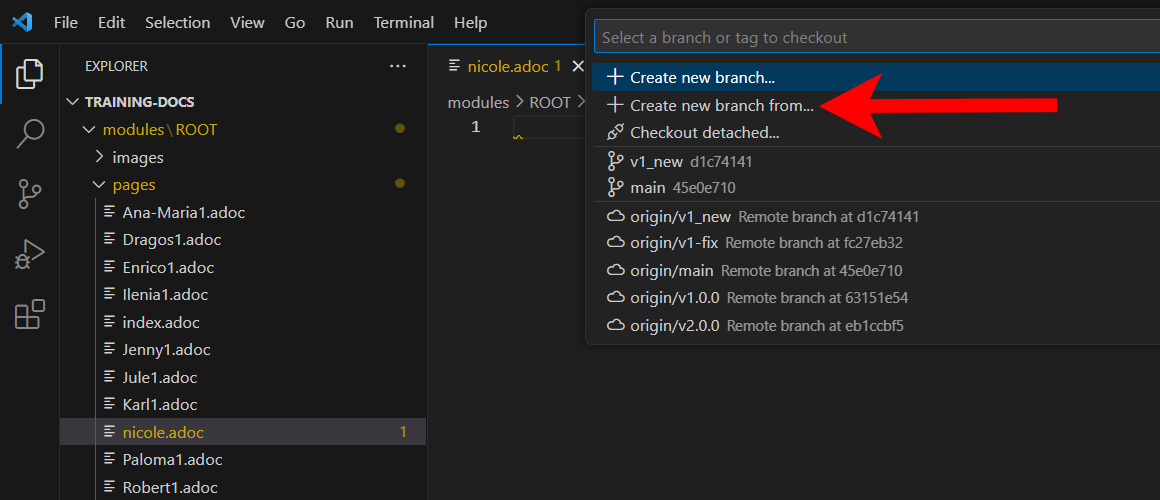 File Edit Selection View Go Run Terminal Help
EXPLORER ...
TRAINING-DOCS
modules\ROOT
images
pages
Ana-Maria1.adoc
Dragos1.adoc
Enrico1.adoc
Ilenia1.adoc
index.adoc
Jenny1.adoc
Jule1.adoc
Karl1.adoc
nicole.adoc 1
Paloma1.adoc
Robert1.adoc
nicole.adoc 1
modules > ROOT >
1
Select a branch or tag to checkout
Create new branch...
Create new branch from...
Checkout detached...
v1_new d1c74141
main 45e0e710
origin/v1_new Remote branch at d1c74141
origin/v1-fix Remote branch at fc27eb32
origin/main Remote branch at 45e0e710
origin/v1.0.0 Remote branch at 63151e54
origin/v2.0.0 Remote branch at eb1ccbf5